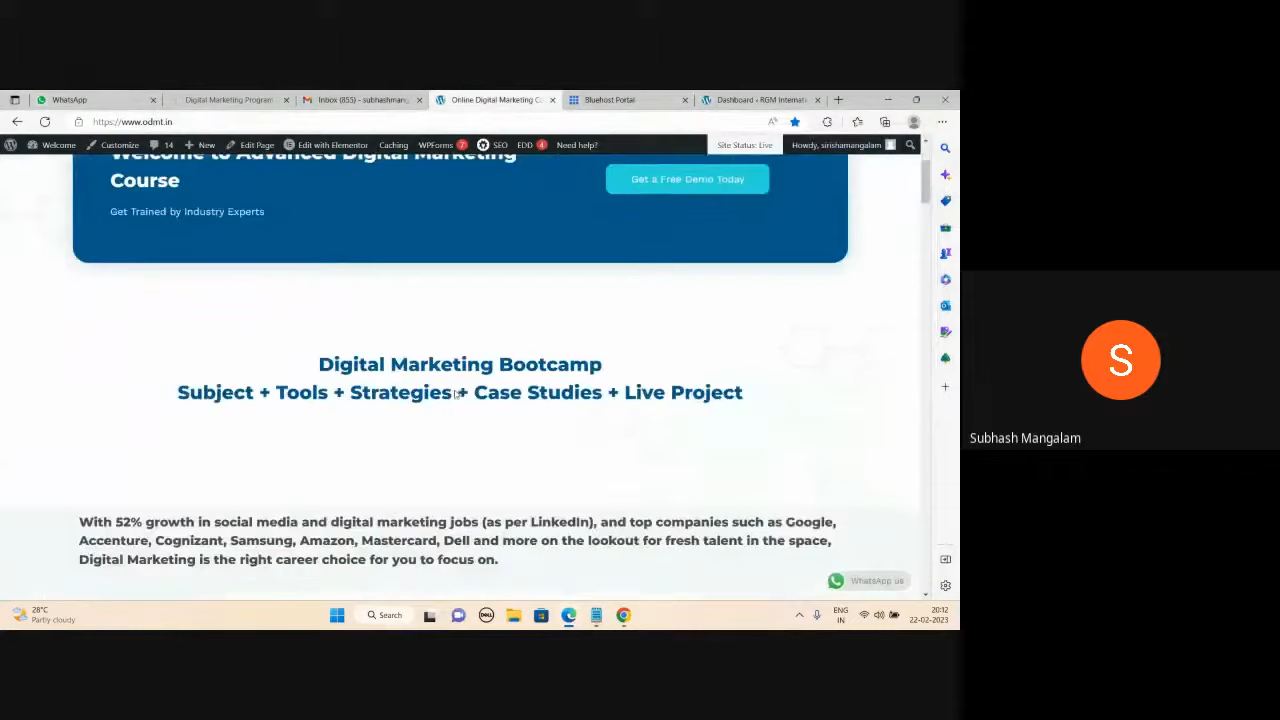 WhatsApp
Digital Marketing Program
Inbox (855) - subhashmang
Online Digital Marketing Co
Bluehost Portal
Dashboard ‹ RGM Internati
https://www.odmt.in
Welcome
Customize
14
New
Edit Page
Edit with Elementor
Caching
WPForms 7
SEO
EDD 4
Need help?
Site Status: Live
Howdy, sirishamangalam
Welcome to Advanced Digital Marketing
Course
Get Trained by Industry Experts
Get a Free Demo Today
Digital Marketing Bootcamp
Subject + Tools + Strategies + Case Studies + Live Project
With 52% growth in social media and digital marketing jobs (as per LinkedIn), and top companies such as Google,
Accenture, Cognizant, Samsung, Amazon, Mastercard, Dell and more on the lookout for fresh talent in the space,
Digital Marketing is the right career choice for you to focus on.
WhatsApp us
S
Subhash Mangalam
28°C
Partly cloudy
Search
DELL
ENG
IN
20:12
22-02-2023